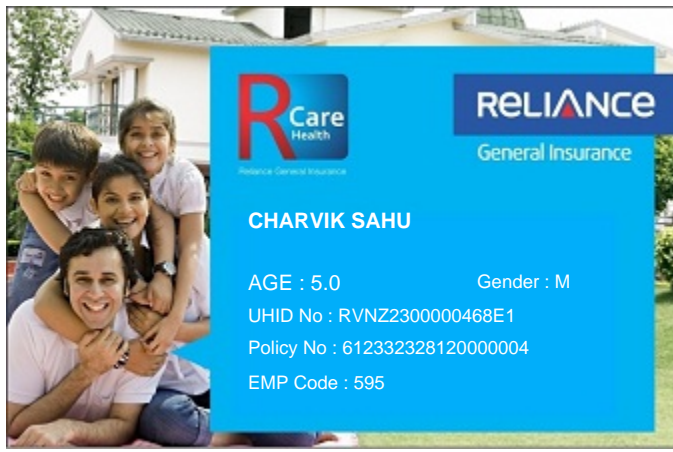 R Care
Health
Reliance General Insurance
RELIANCE
General Insurance
CHARVIK SAHU
AGE : 5.0
Gender : M
UHID No : RVNZ2300000468E1
Policy No : 612332328120000004
EMP Code : 595